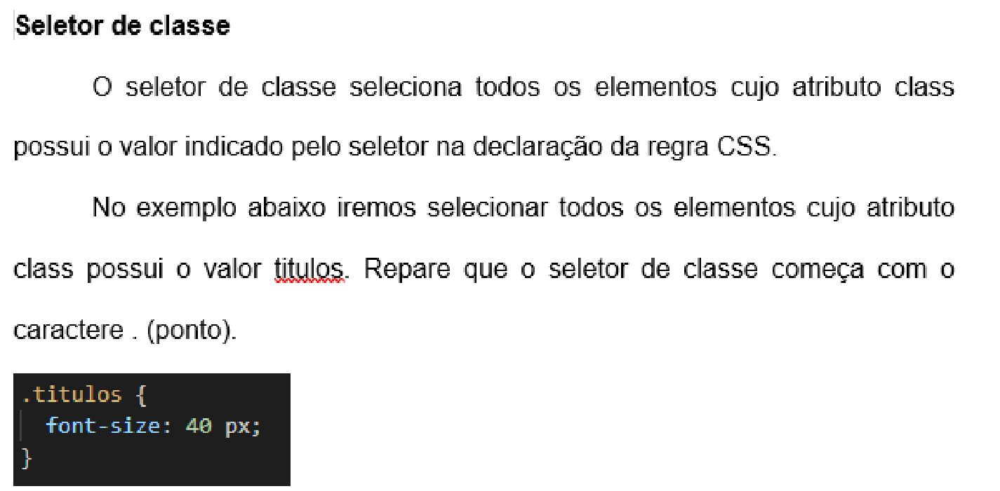 Seletor de classe
O seletor de classe seleciona todos os elementos cujo atributo class
possui o valor indicado pelo seletor na declaração da regra CSS.
No exemplo abaixo iremos selecionar todos os elementos cujo atributo
class possui o valor titulos. Repare que o seletor de classe começa com o
caractere . (ponto).
.titulos {
font-size: 40 px;
}